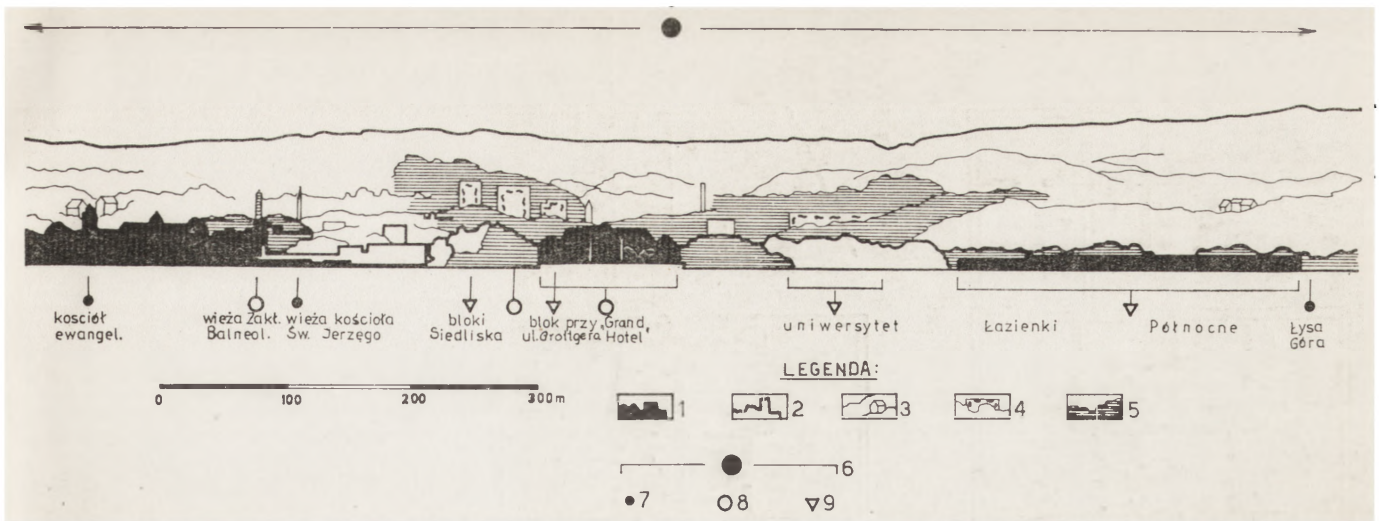 kościół
ewangel.
wieża Zakł.
Balneol.
wieża kościoła
Św. Jerzego
bloki
Siedliska
blok przy
ul. Grottgera
„Grand„
Hotel
uniwersytet
Łazienki Północne
Łysa
Góra
0 100 200 300m
LEGENDA:
1 2 3 4 5
6
7 8 9